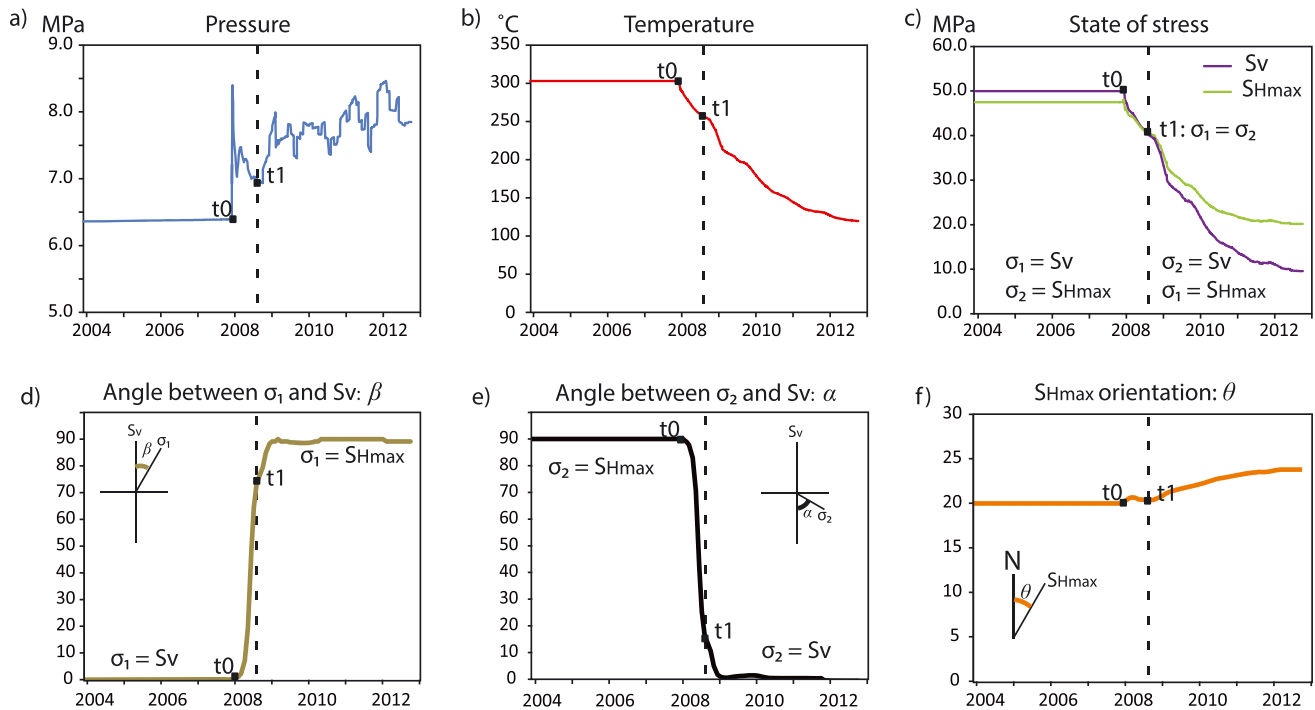 a) MPa Pressure
9.0
8.0
7.0
6.0
5.0
t0
t1
2004 2006 2008 2010 2012
b) °C Temperature
350
300
250
200
150
100
50
0
t0
t1
2004 2006 2008 2010 2012
c) MPa State of stress
60.0
50.0
40.0
30.0
20.0
10.0
0.0
Sv
SHmax
t0
t1: σ1 = σ2
σ1 = Sv
σ2 = SHmax
σ2 = Sv
σ1 = SHmax
2004 2006 2008 2010 2012
d) Angle between σ1 and Sv: β
90
80
70
60
50
40
30
20
10
0
Sv
β σ1
σ1 = SHmax
t1
t0
σ1 = Sv
2004 2006 2008 2010 2012
e) Angle between σ2 and Sv: α
90
80
70
60
50
40
30
20
10
0
t0
σ2 = SHmax
Sv
α σ2
t1
σ2 = Sv
2004 2006 2008 2010 2012
f) SHmax orientation: θ
30
25
20
15
10
5
0
t0
t1
N
θ
SHmax
2004 2006 2008 2010 2012